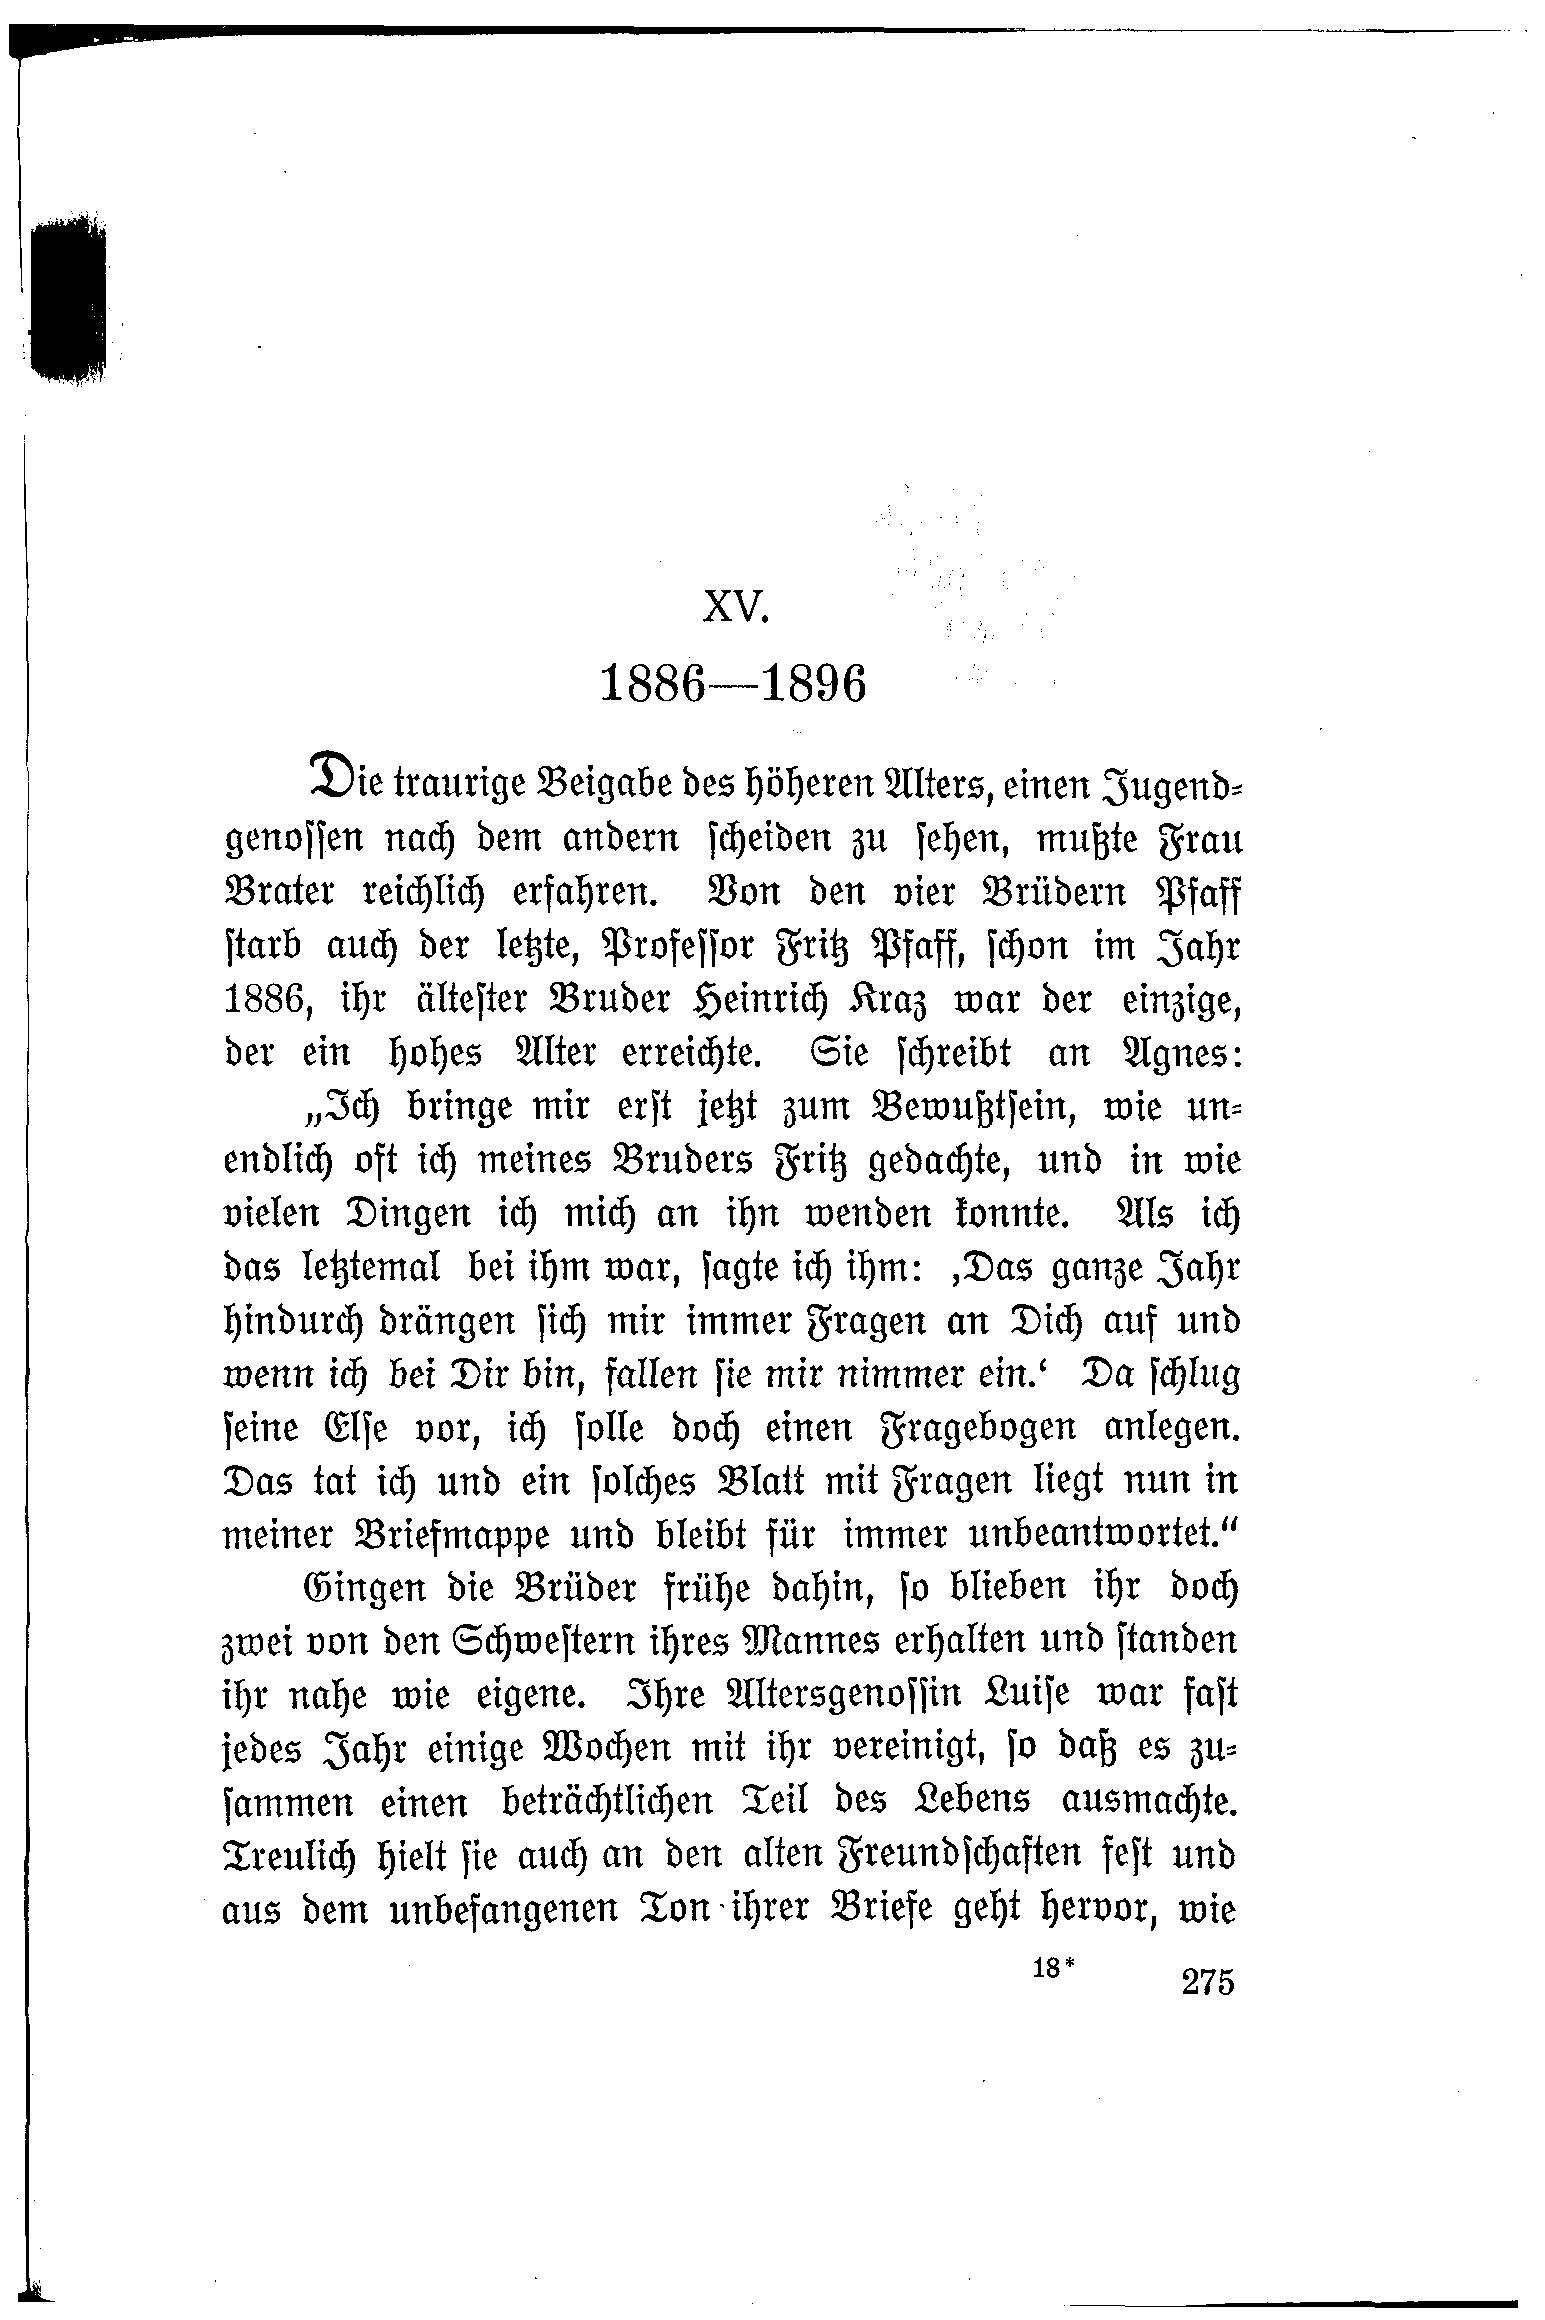 XV.
1886—1896
Die traurige Beigabe des höheren Alters, einen Jugend-
genossen nach dem andern scheiden zu sehen, mußte Frau
Brater reichlich erfahren. Von den vier Brüdern Pfaff
starb auch der letzte, Professor Fritz Pfaff, schon im Jahr
1886, ihr ältester Bruder Heinrich Kraz war der einzige,
der ein hohes Alter erreichte. Sie schreibt an Agnes:
„Ich bringe mir erst jetzt zum Bewußtsein, wie un-
endlich oft ich meines Bruders Fritz gedachte, und in wie
vielen Dingen ich mich an ihn wenden konnte. Als ich
das letztemal bei ihm war, sagte ich ihm: ‚Das ganze Jahr
hindurch drängen sich mir immer Fragen an Dich auf und
wenn ich bei Dir bin, fallen sie mir nimmer ein.‘ Da schlug
seine Else vor, ich solle doch einen Fragebogen anlegen.
Das tat ich und ein solches Blatt mit Fragen liegt nun in
meiner Briefmappe und bleibt für immer unbeantwortet.“
Gingen die Brüder frühe dahin, so blieben ihr doch
zwei von den Schwestern ihres Mannes erhalten und standen
ihr nahe wie eigene. Ihre Altersgenossin Luise war fast
jedes Jahr einige Wochen mit ihr vereinigt, so daß es zu-
sammen einen beträchtlichen Teil des Lebens ausmachte.
Treulich hielt sie auch an den alten Freundschaften fest und
aus dem unbefangenen Ton ihrer Briefe geht hervor, wie
18* 275